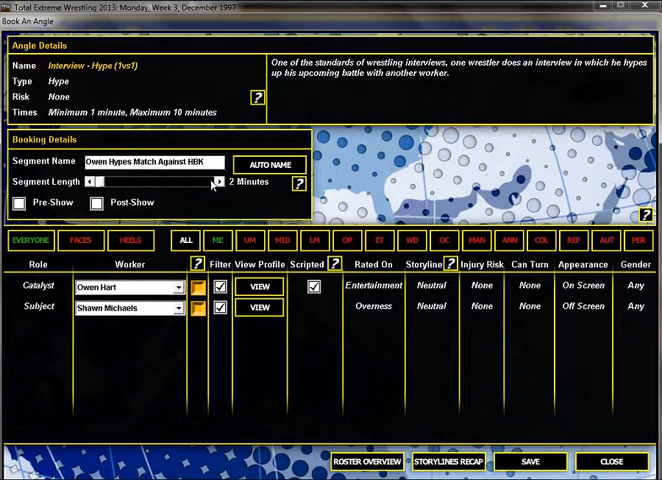 Total Extreme Wrestling 2013: Monday, Week 3, December 1997
Book An Angle
Angle Details
Name Interview - Hype (1vs1)
Type Hype
Risk None
?
Times Minimum 1 minute, Maximum 10 minutes
One of the standards of wrestling interviews, one wrestler does an interview in which he hypes
up his upcoming battle with another worker.
Booking Details
Segment Name Owen Hypes Match Against HBK AUTO NAME
Segment Length 2 Minutes ?
Pre-Show Post-Show
?
EVERYONE FACES HEELS ALL ME UM MID LM OP ET WD OC MAN ANN COL REF AUT PER
Role Worker ? Filter View Profile Scripted ? Rated On Storyline ? Injury Risk Can Turn Appearance Gender
Catalyst Owen Hart VIEW Entertainment Neutral None None On Screen Any
Subject Shawn Michaels VIEW Overness Neutral None None Off Screen Any
ROSTER OVERVIEW STORYLINES RECAP SAVE CLOSE